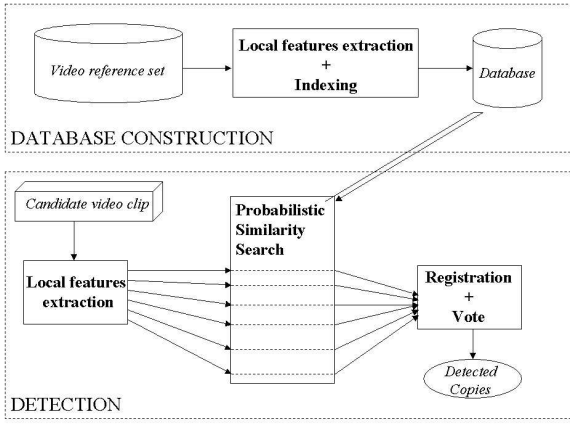 Video reference set
Local features extraction
+
Indexing
Database
DATABASE CONSTRUCTION
Candidate video clip
Local features
extraction
Probabilistic
Similarity
Search
Registration
+
Vote
Detected
Copies
DETECTION